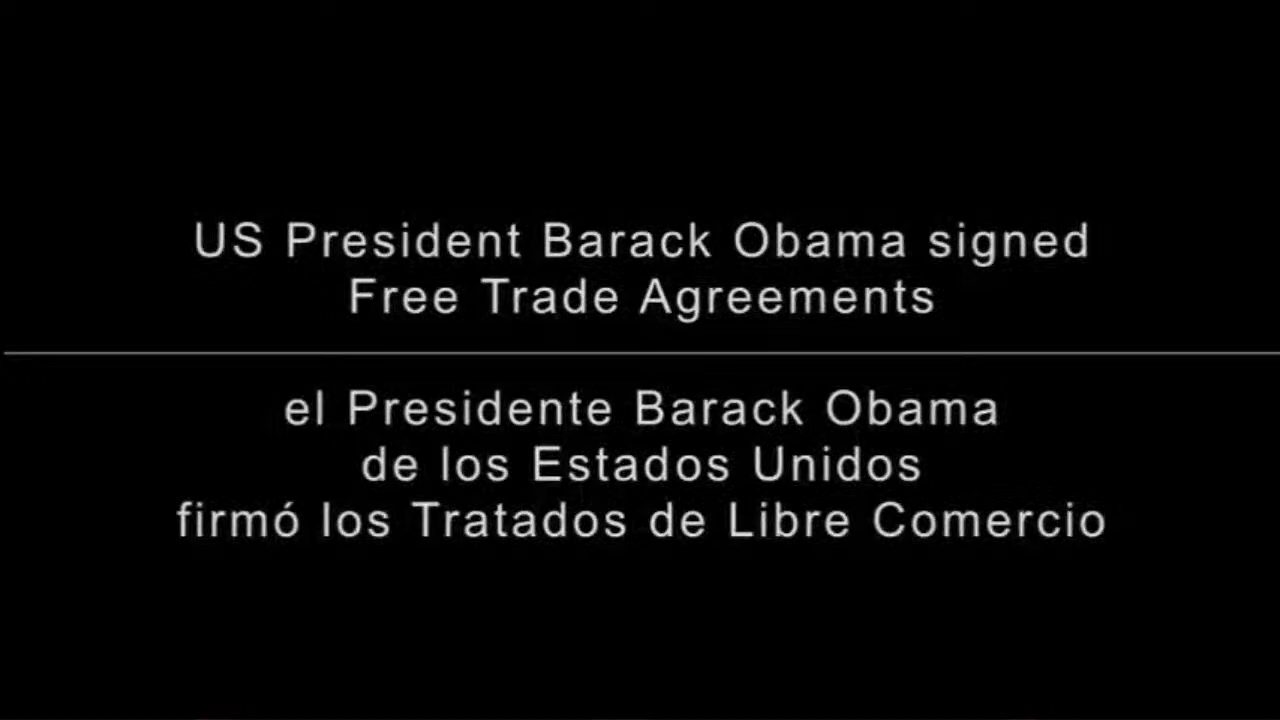 US President Barack Obama signed
Free Trade Agreements
el Presidente Barack Obama
de los Estados Unidos
firmó los Tratados de Libre Comercio